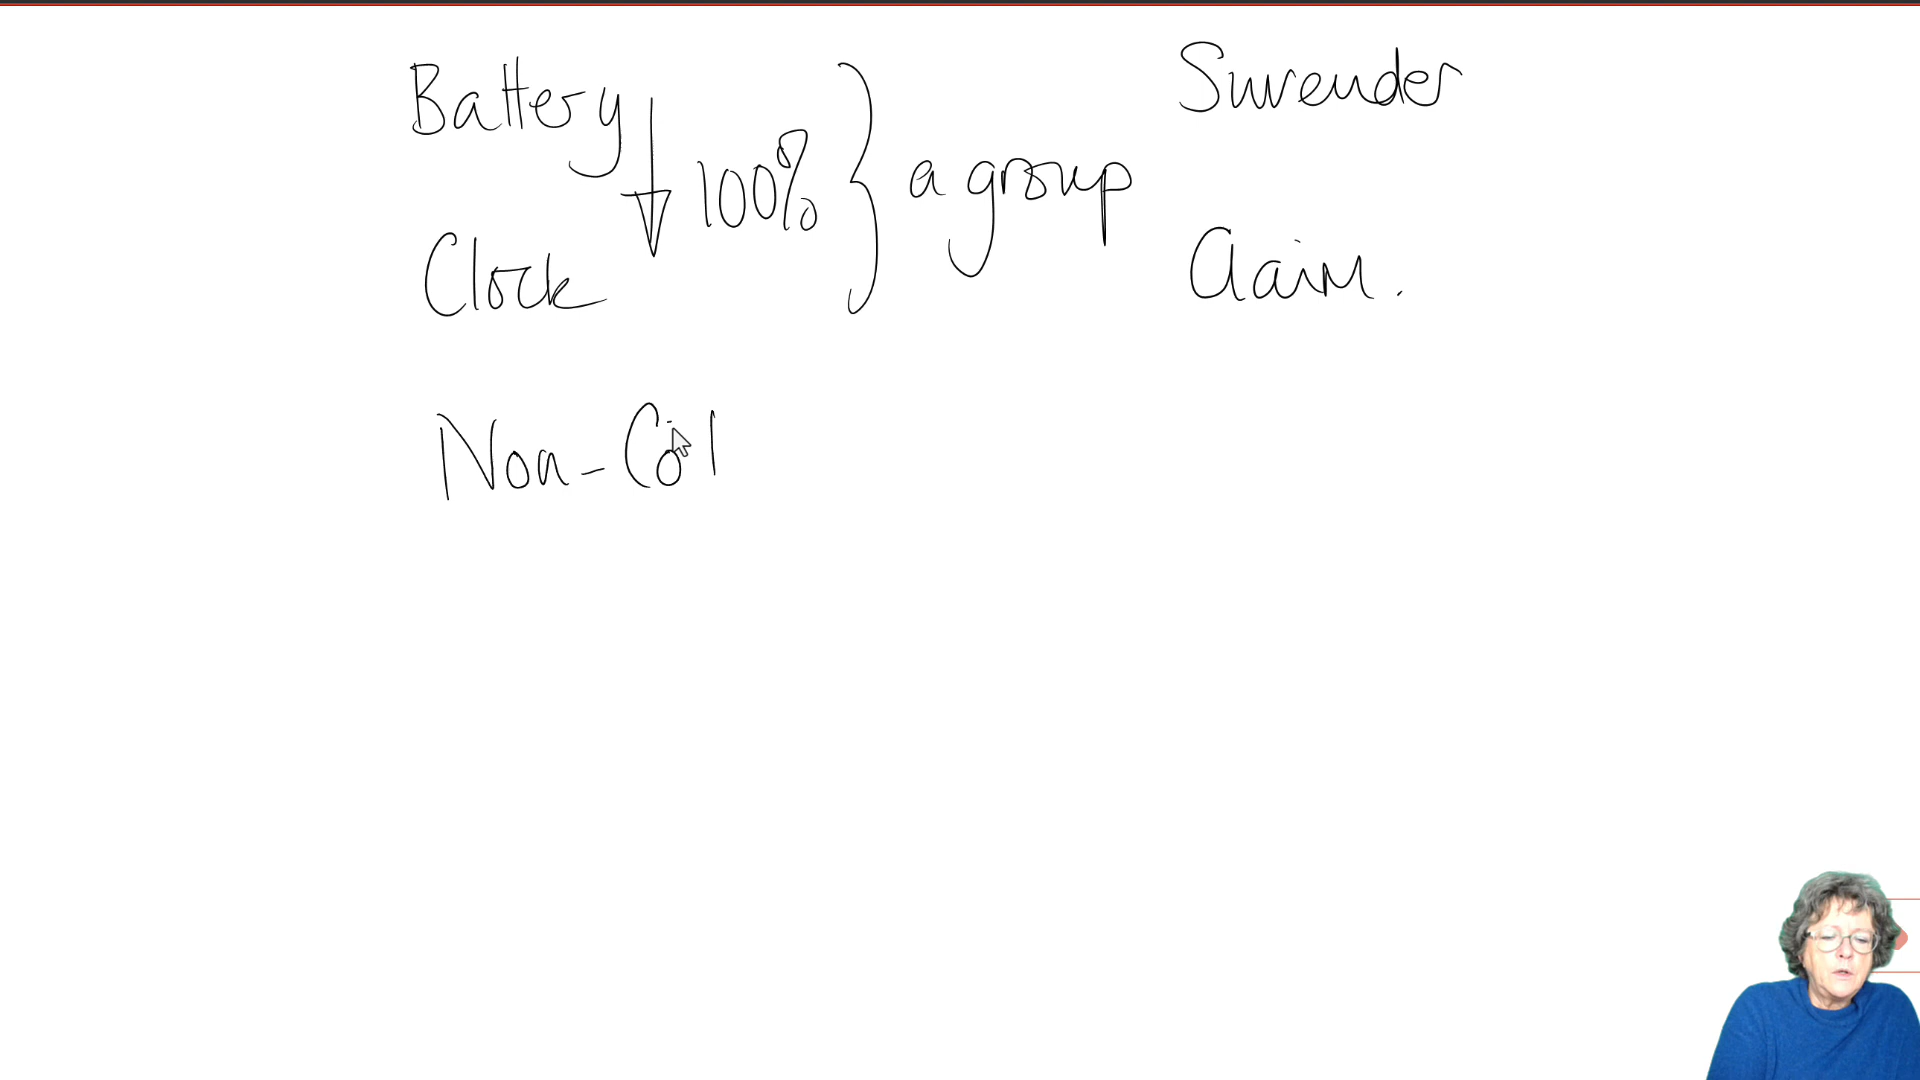 Battery
100%
a group
Clock
Surrender
Claim.
Non-Col